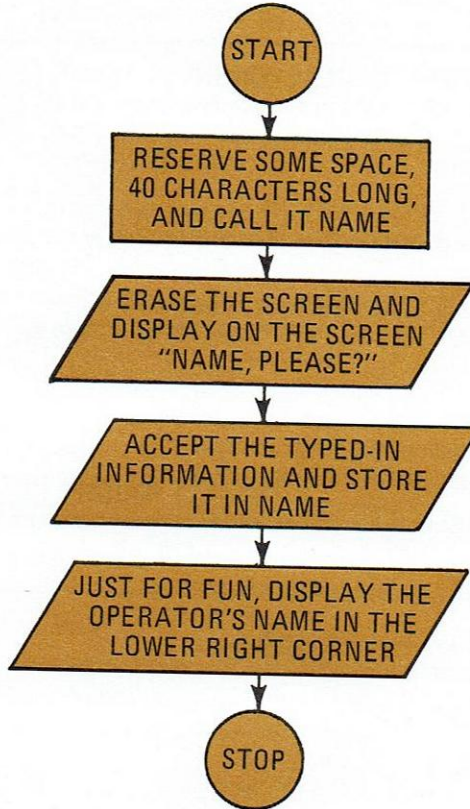 START
RESERVE SOME SPACE,
40 CHARACTERS LONG,
AND CALL IT NAME
ERASE THE SCREEN AND
DISPLAY ON THE SCREEN
"NAME, PLEASE?"
ACCEPT THE TYPED-IN
INFORMATION AND STORE
IT IN NAME
JUST FOR FUN, DISPLAY THE
OPERATOR'S NAME IN THE
LOWER RIGHT CORNER
STOP